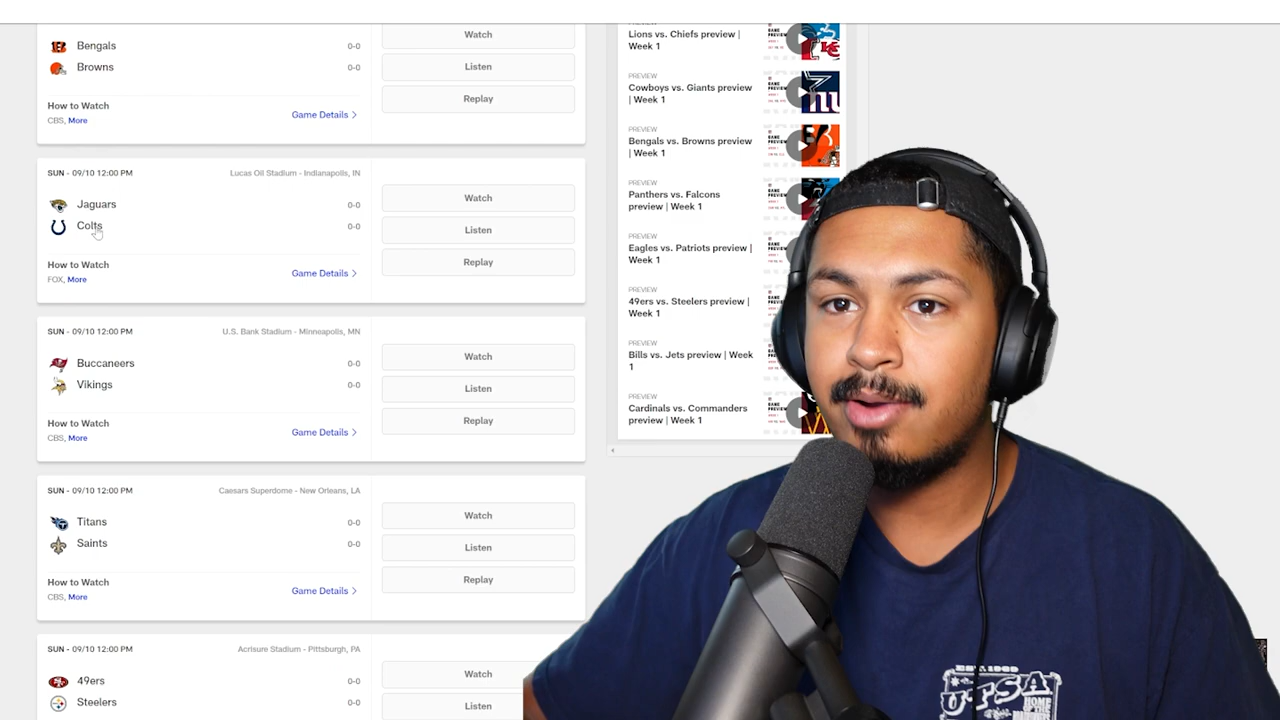 Bengals 0-0
Browns 0-0
How to Watch
CBS, More
Game Details
Watch
Listen
Replay
SUN - 09/10 12:00 PM Lucas Oil Stadium - Indianapolis, IN
Jaguars 0-0
Colts 0-0
How to Watch
FOX, More
Game Details
Watch
Listen
Replay
SUN - 09/10 12:00 PM U.S. Bank Stadium - Minneapolis, MN
Buccaneers 0-0
Vikings 0-0
How to Watch
CBS, More
Game Details
Watch
Listen
Replay
SUN - 09/10 12:00 PM Caesars Superdome - New Orleans, LA
Titans 0-0
Saints 0-0
How to Watch
CBS, More
Game Details
Watch
Listen
Replay
SUN - 09/10 12:00 PM Acrisure Stadium - Pittsburgh, PA
49ers 0-0
Steelers 0-0
Watch
Listen
Lions vs. Chiefs preview |
Week 1
PREVIEW
Cowboys vs. Giants preview
| Week 1
PREVIEW
Bengals vs. Browns preview
| Week 1
PREVIEW
Panthers vs. Falcons
preview | Week 1
PREVIEW
Eagles vs. Patriots preview |
Week 1
PREVIEW
49ers vs. Steelers preview |
Week 1
PREVIEW
Bills vs. Jets preview | Week
1
PREVIEW
Cardinals vs. Commanders
preview | Week 1
UTSA